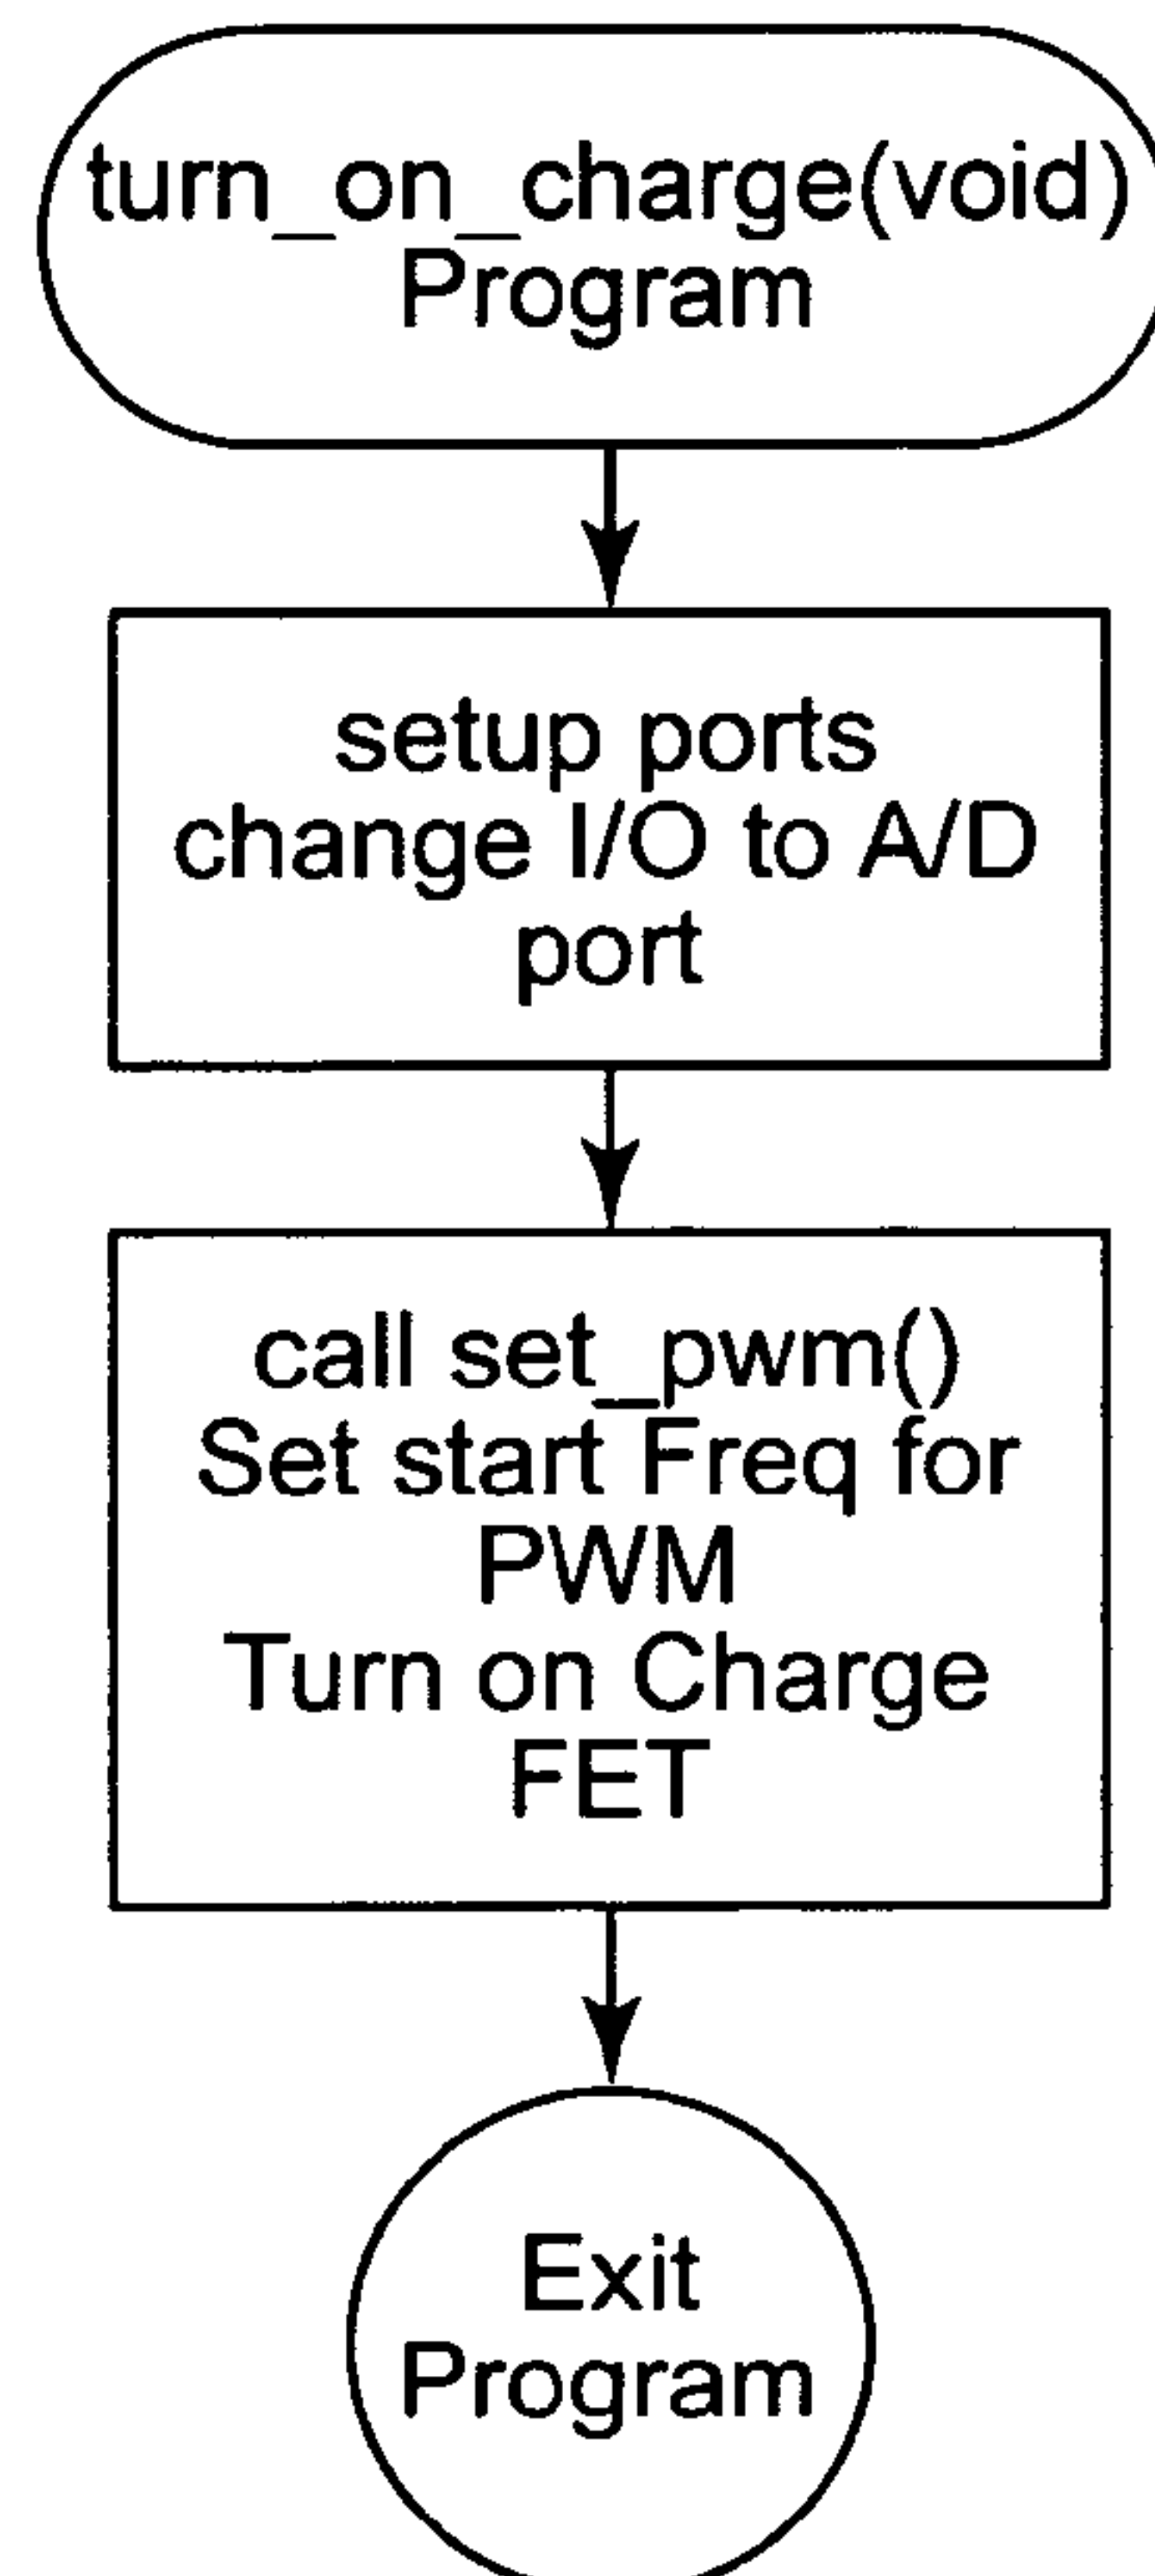 turn_on_charge(void)
Program
setup ports
change I/O to A/D
port
call set_pwm()
Set start Freq for
PWM
Turn on Charge
FET
Exit
Program